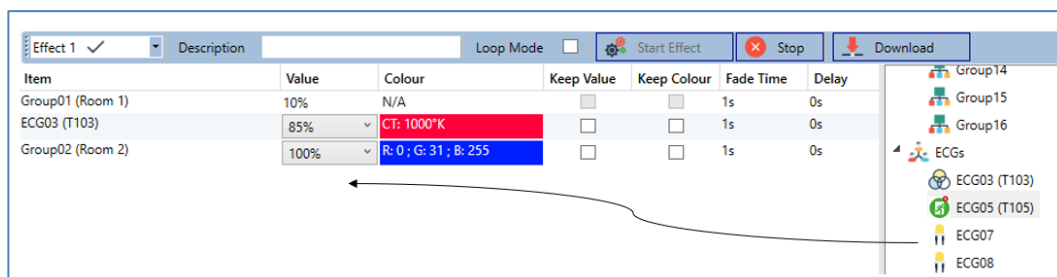 Effect 1 Description Loop Mode Start Effect Stop Download
Item Value Colour Keep Value Keep Colour Fade Time Delay
Group01 (Room 1) 10% N/A 1s 0s
ECG03 (T103) 85% CT: 1000°K 1s 0s
Group02 (Room 2) 100% R: 0 ; G: 31 ; B: 255 1s 0s
Group14
Group15
Group16
ECGs
ECG03 (T103)
ECG05 (T105)
ECG07
ECG08